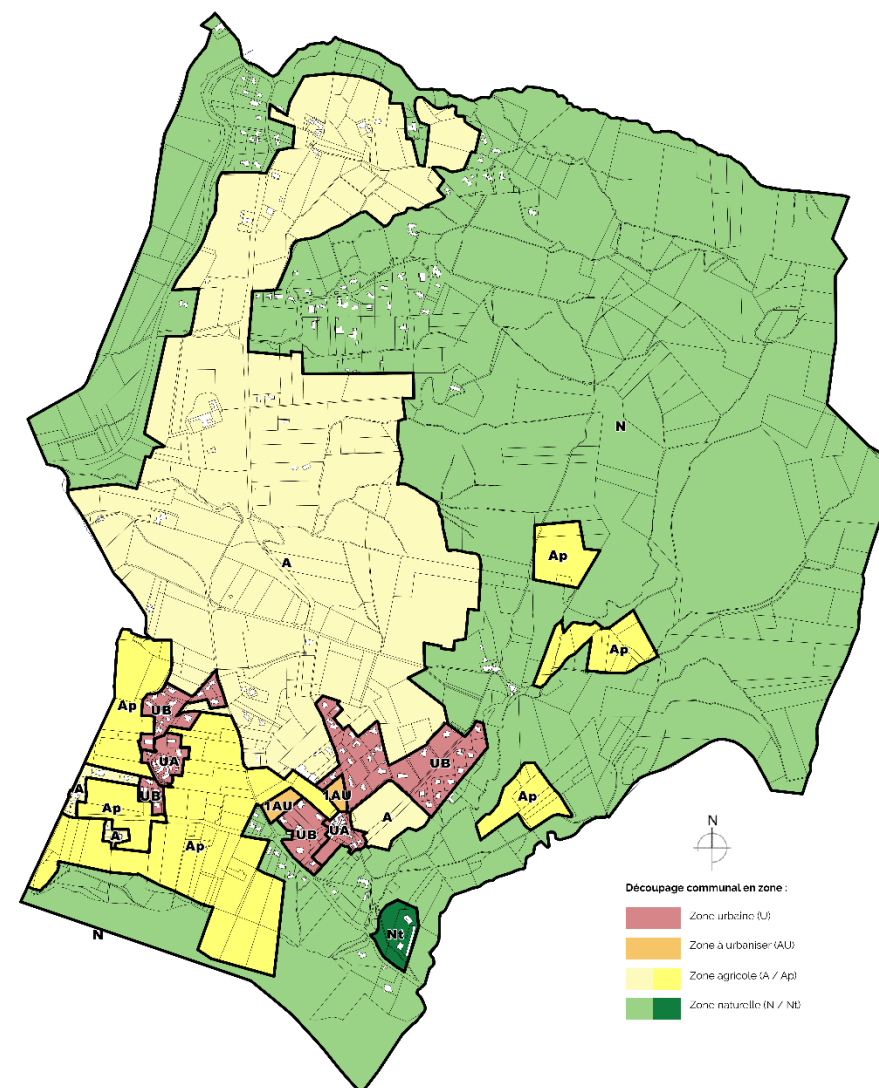 N
Ap
A
Ap
Ap
UB
UA
UB
UB
A
Ap
1AU
1AU
Ap
A
UA
UB
A
Ap
N
Nt
N
Découpage communal en zone :
Zone urbaine (U)
Zone à urbaniser (AU)
Zone agricole (A / Ap)
Zone naturelle (N / Nt)